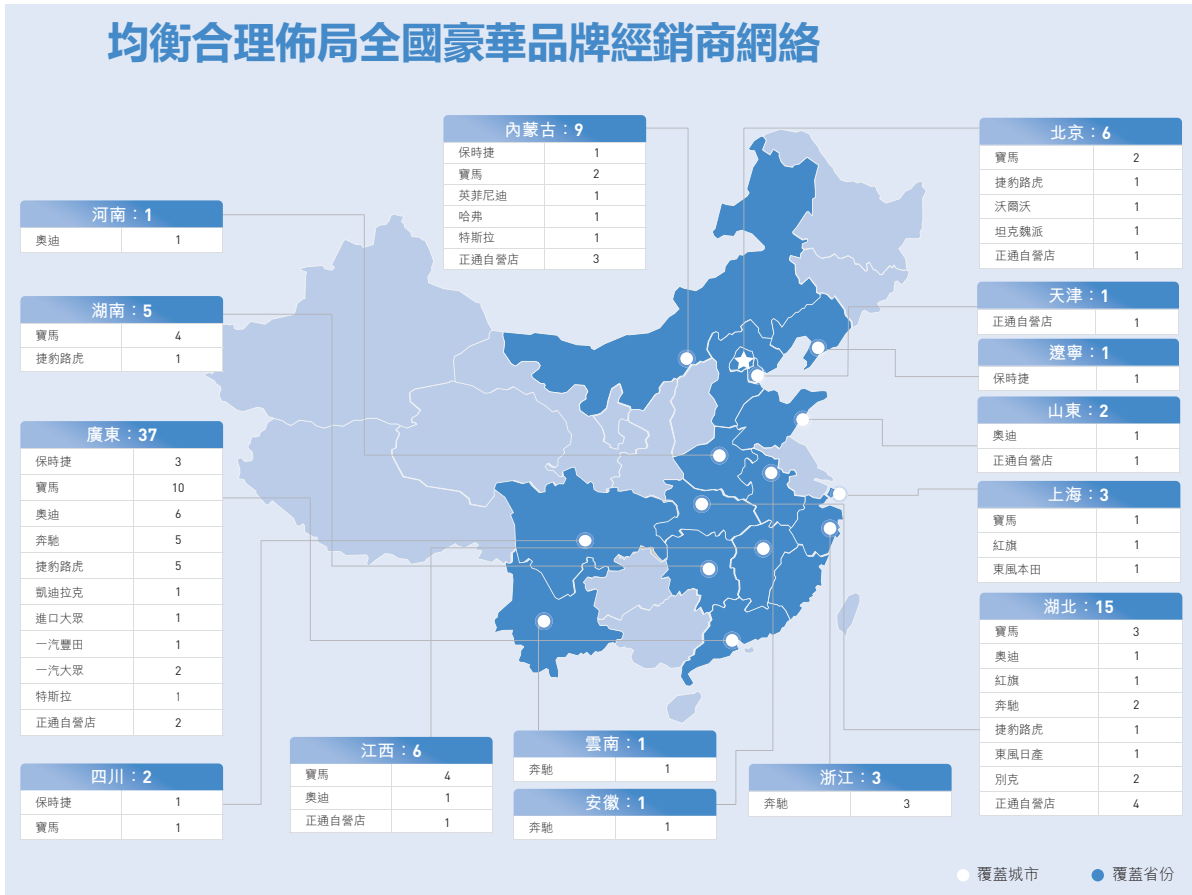 均衡合理佈局全國豪華品牌經銷商網絡
內蒙古：9
保時捷 1
寶馬 2
英菲尼迪 1
哈弗 1
特斯拉 1
正通自營店 3
北京：6
寶馬 2
捷豹路虎 1
沃爾沃 1
坦克魏派 1
正通自營店 1
河南：1
奧迪 1
天津：1
正通自營店 1
湖南：5
寶馬 4
捷豹路虎 1
遼寧：1
保時捷 1
山東：2
奧迪 1
正通自營店 1
廣東：37
保時捷 3
寶馬 10
奧迪 6
奔馳 5
捷豹路虎 5
凱迪拉克 1
進口大眾 1
一汽豐田 1
一汽大眾 2
特斯拉 1
正通自營店 2
上海：3
寶馬 1
紅旗 1
東風本田 1
湖北：15
寶馬 3
奧迪 1
紅旗 1
奔馳 2
捷豹路虎 1
東風日產 1
別克 2
正通自營店 4
四川：2
保時捷 1
寶馬 1
江西：6
寶馬 4
奧迪 1
正通自營店 1
雲南：1
奔馳 1
安徽：1
奔馳 1
浙江：3
奔馳 3
覆蓋城市
覆蓋省份